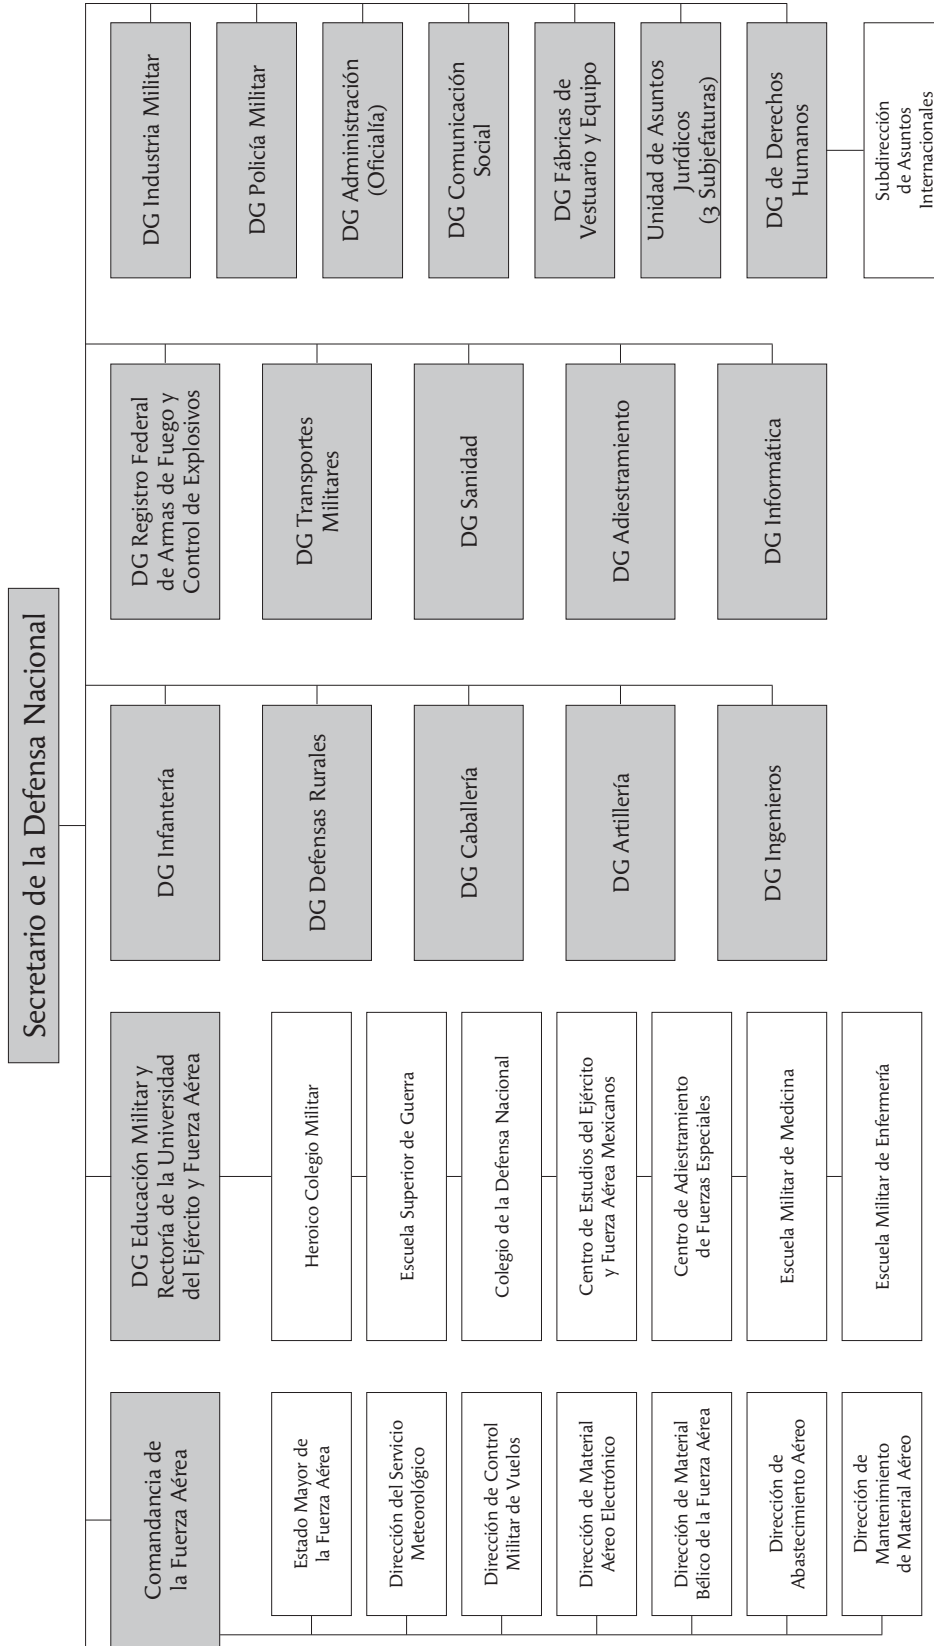 Secretario de la Defensa Nacional
Comandancia de
la Fuerza Aérea
Estado Mayor de
la Fuerza Aérea
Dirección del Servicio
Meteorológico
Dirección de Control
Militar de Vuelos
Dirección de Material
Aéreo Electrónico
Dirección de Material
Bélico de la Fuerza Aérea
Dirección de
Abastecimiento Aéreo
Dirección de
Mantenimiento
de Material Aéreo
DG Educación Militar y
Rectoría de la Universidad
del Ejército y Fuerza Aérea
Heroico Colegio Militar
Escuela Superior de Guerra
Colegio de la Defensa Nacional
Centro de Estudios del Ejército
y Fuerza Aérea Mexicanos
Centro de Adiestramiento
de Fuerzas Especiales
Escuela Militar de Medicina
Escuela Militar de Enfermería
DG Infantería
DG Defensas Rurales
DG Caballería
DG Artillería
DG Ingenieros
DG Registro Federal
de Armas de Fuego y
Control de Explosivos
DG Transportes
Militares
DG Sanidad
DG Adiestramiento
DG Informática
DG Industria Militar
DG Policía Militar
DG Administración
(Oficialía)
DG Comunicación
Social
DG Fábricas de
Vestuario y Equipo
Unidad de Asuntos
Jurídicos
(3 Subjefaturas)
DG de Derechos
Humanos
Subdirección
de Asuntos
Internacionales